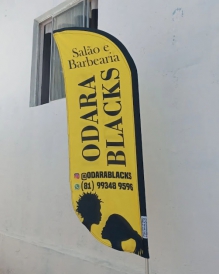 Salão e
Barbearia
ODARA
BLACKS
@ODARABLACKS
(81) 99348 9596